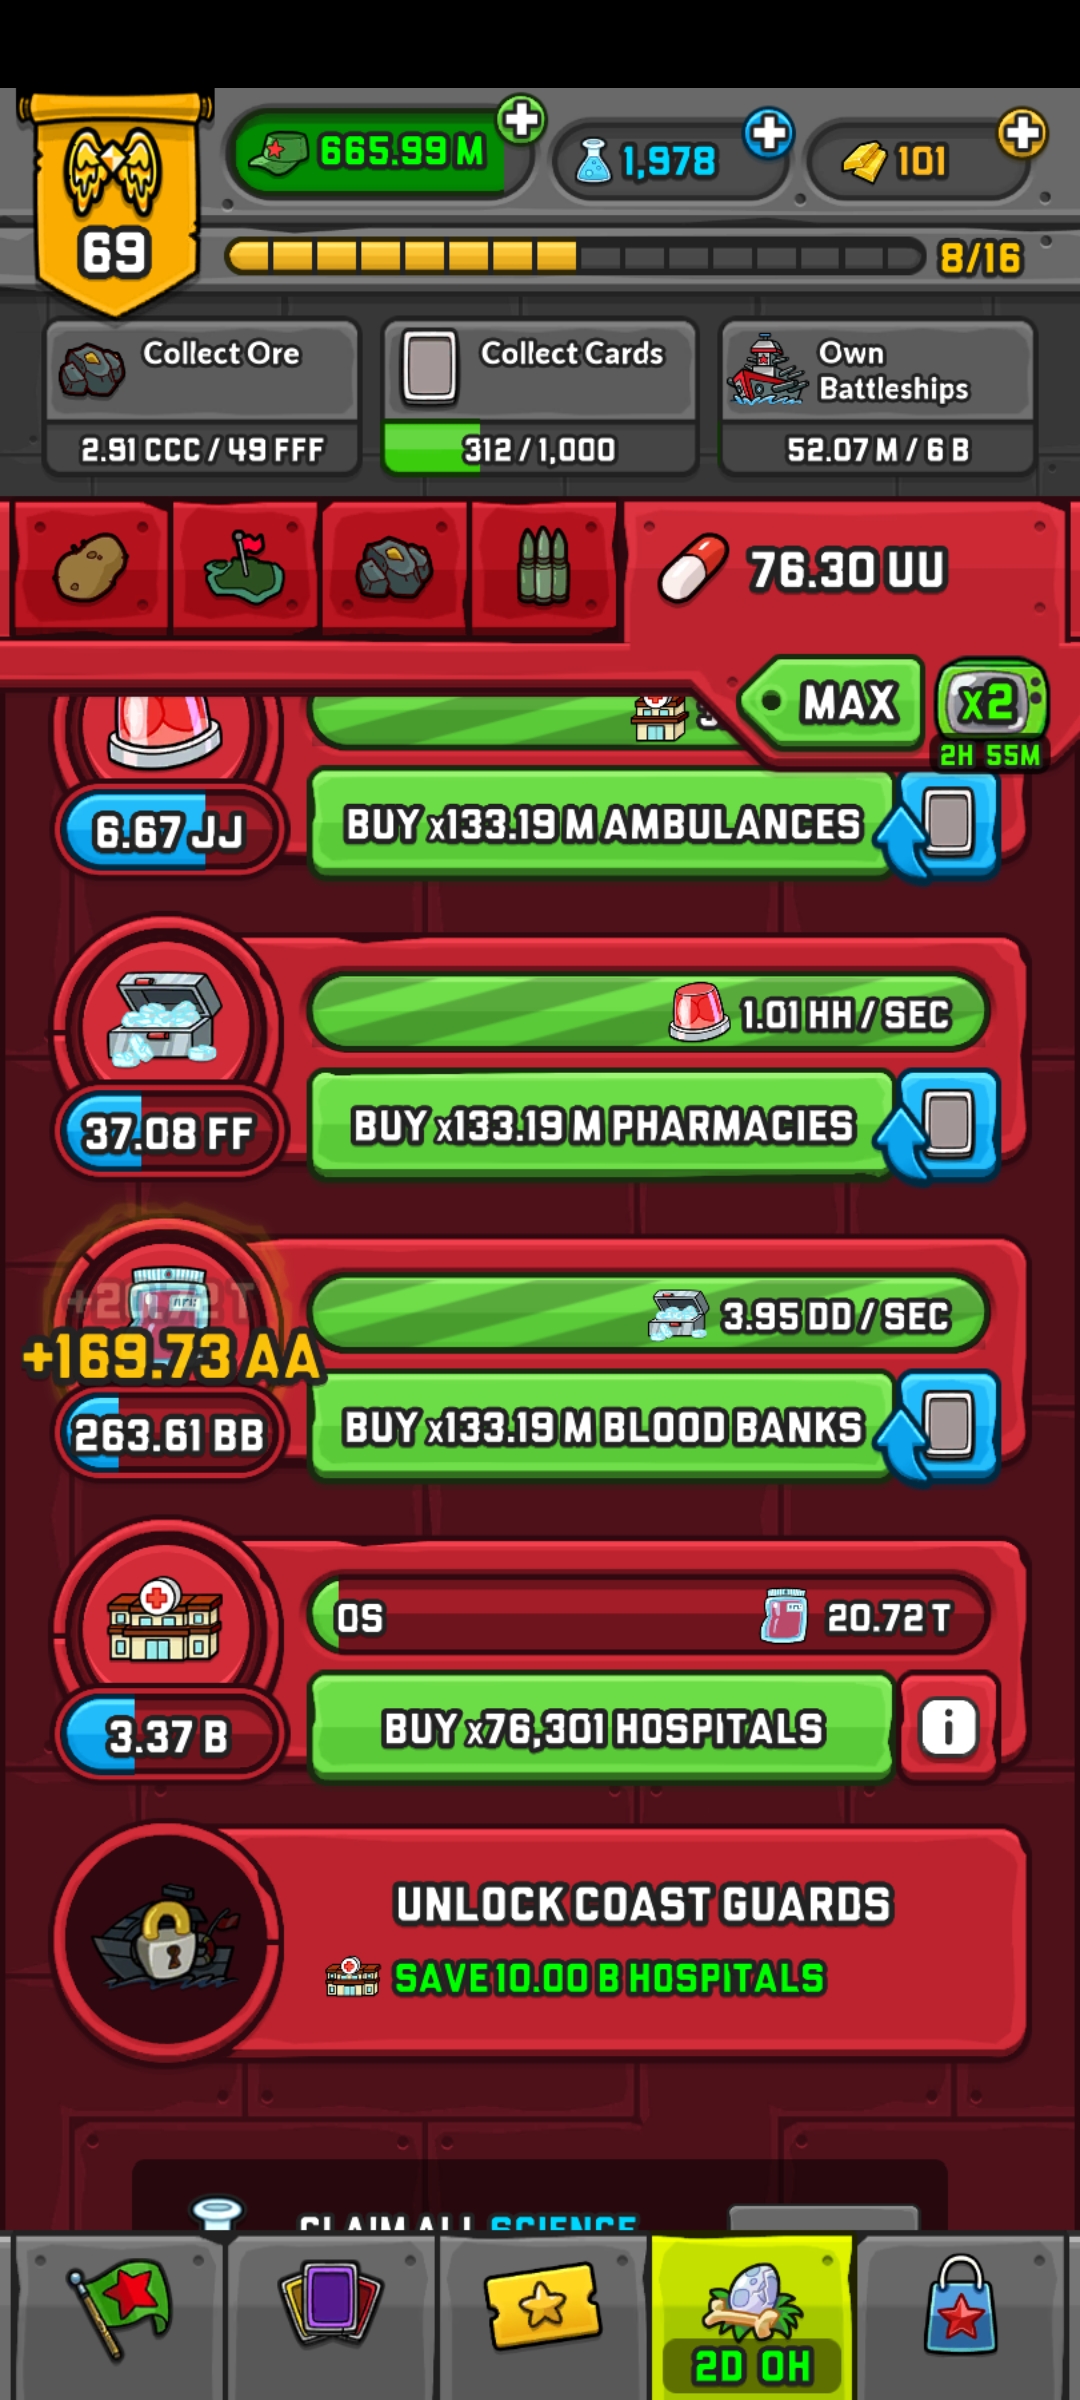 69
665.99 M
1,978
101
8/16
Collect Ore
2.91 CCC / 49 FFF
Collect Cards
312 / 1,000
Own
Battleships
52.07 M / 6 B
76.30 UU
MAX
x2
2H 55M
6.67 JJ
BUY x133.19 M AMBULANCES
1.01 HH / SEC
37.08 FF
BUY x133.19 M PHARMACIES
3.95 DD / SEC
+169.73 AA
263.61 BB
BUY x133.19 M BLOOD BANKS
0S
20.72 T
3.37 B
BUY x76,301 HOSPITALS
i
UNLOCK COAST GUARDS
SAVE 10.00 B HOSPITALS
CLAIM ALL SCIENCE
2D 0H